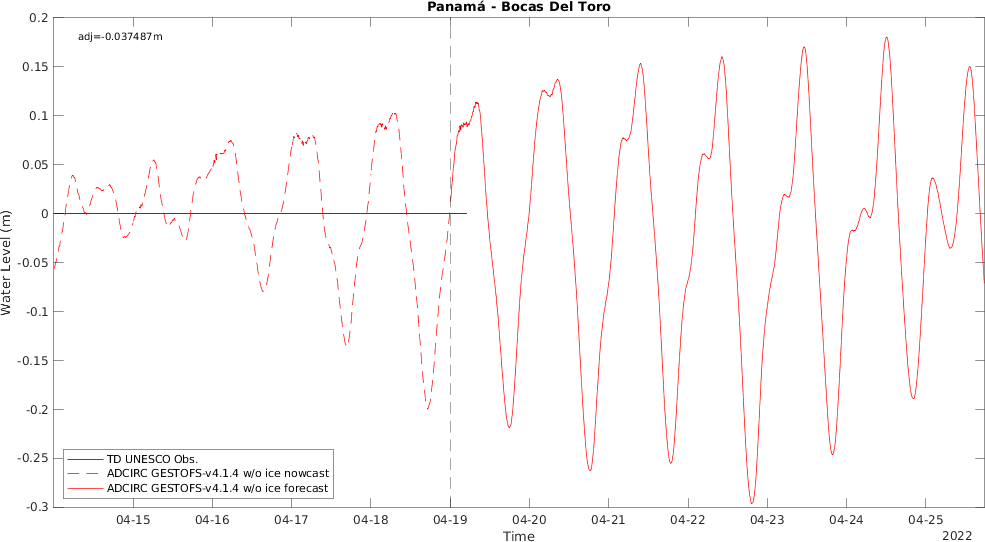 Panamá - Bocas Del Toro
adj=-0.037487m
Water Level (m)
0.2
0.15
0.1
0.05
0
-0.05
-0.1
-0.15
-0.2
-0.25
-0.3
TD UNESCO Obs.
ADCIRC GESTOFS-v4.1.4 w/o ice nowcast
ADCIRC GESTOFS-v4.1.4 w/o ice forecast
04-15 04-16 04-17 04-18 04-19 04-20 04-21 04-22 04-23 04-24 04-25
Time
2022